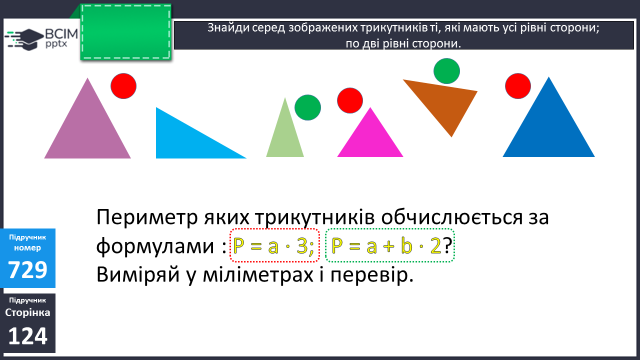 Знайди серед зображених трикутників ті, які мають усі рівні сторони;
по дві рівні сторони.
ВСІМ
pptx
Периметр яких трикутників обчислюється за
формулами : P = a · 3; P = a + b · 2?
Виміряй у міліметрах і перевір.
Підручник
номер
729
Підручник
Сторінка
124